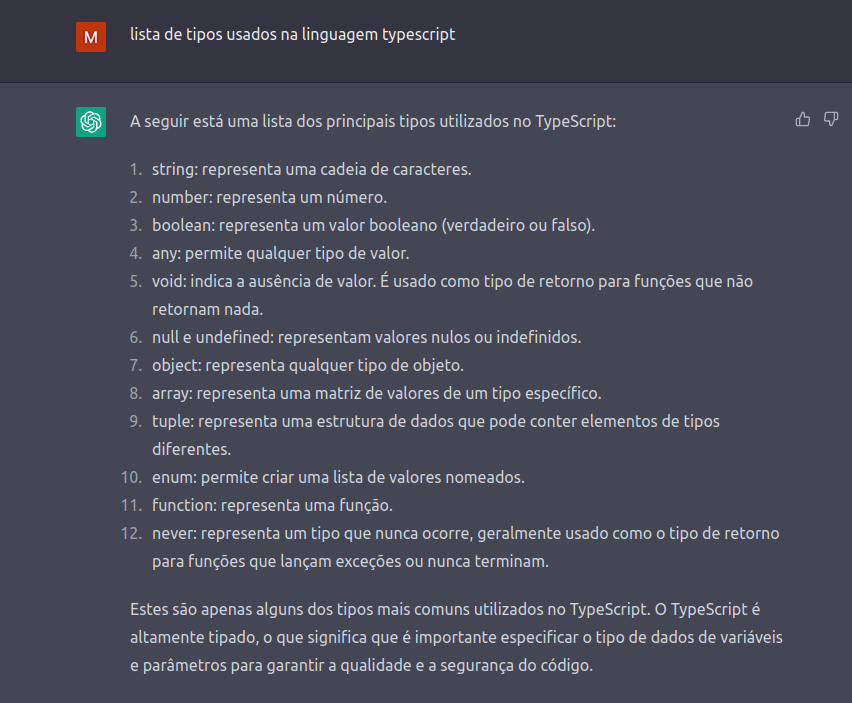 M lista de tipos usados na linguagem typescript
A seguir está uma lista dos principais tipos utilizados no TypeScript:
1. string: representa uma cadeia de caracteres.
2. number: representa um número.
3. boolean: representa um valor booleano (verdadeiro ou falso).
4. any: permite qualquer tipo de valor.
5. void: indica a ausência de valor. É usado como tipo de retorno para funções que não
retornam nada.
6. null e undefined: representam valores nulos ou indefinidos.
7. object: representa qualquer tipo de objeto.
8. array: representa uma matriz de valores de um tipo específico.
9. tuple: representa uma estrutura de dados que pode conter elementos de tipos
diferentes.
10. enum: permite criar uma lista de valores nomeados.
11. function: representa uma função.
12. never: representa um tipo que nunca ocorre, geralmente usado como o tipo de retorno
para funções que lançam exceções ou nunca terminam.
Estes são apenas alguns dos tipos mais comuns utilizados no TypeScript. O TypeScript é
altamente tipado, o que significa que é importante especificar o tipo de dados de variáveis
e parâmetros para garantir a qualidade e a segurança do código.